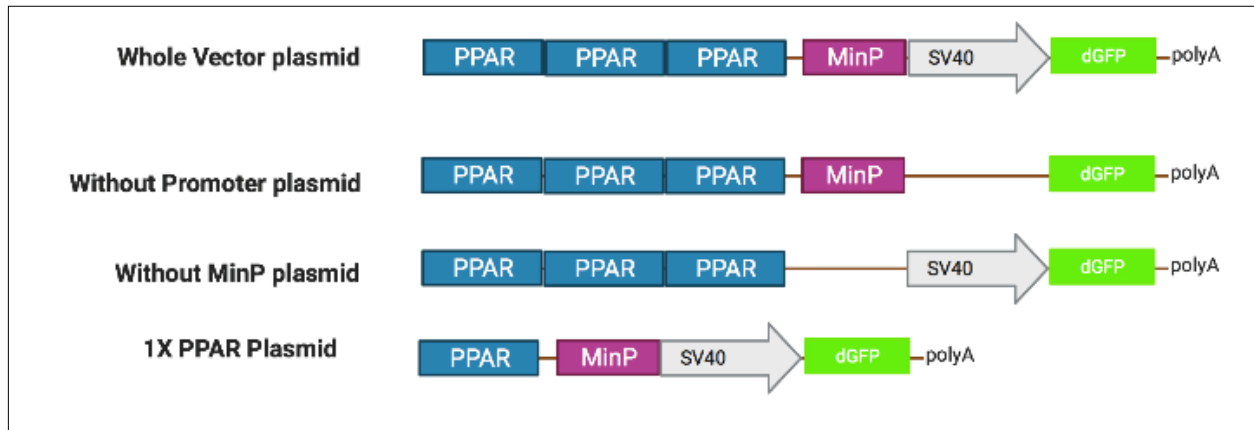 Whole Vector plasmid PPAR PPAR PPAR MinP SV40 dGFP polyA
Without Promoter plasmid PPAR PPAR PPAR MinP dGFP polyA
Without MinP plasmid PPAR PPAR PPAR SV40 dGFP polyA
1X PPAR Plasmid PPAR MinP SV40 dGFP polyA